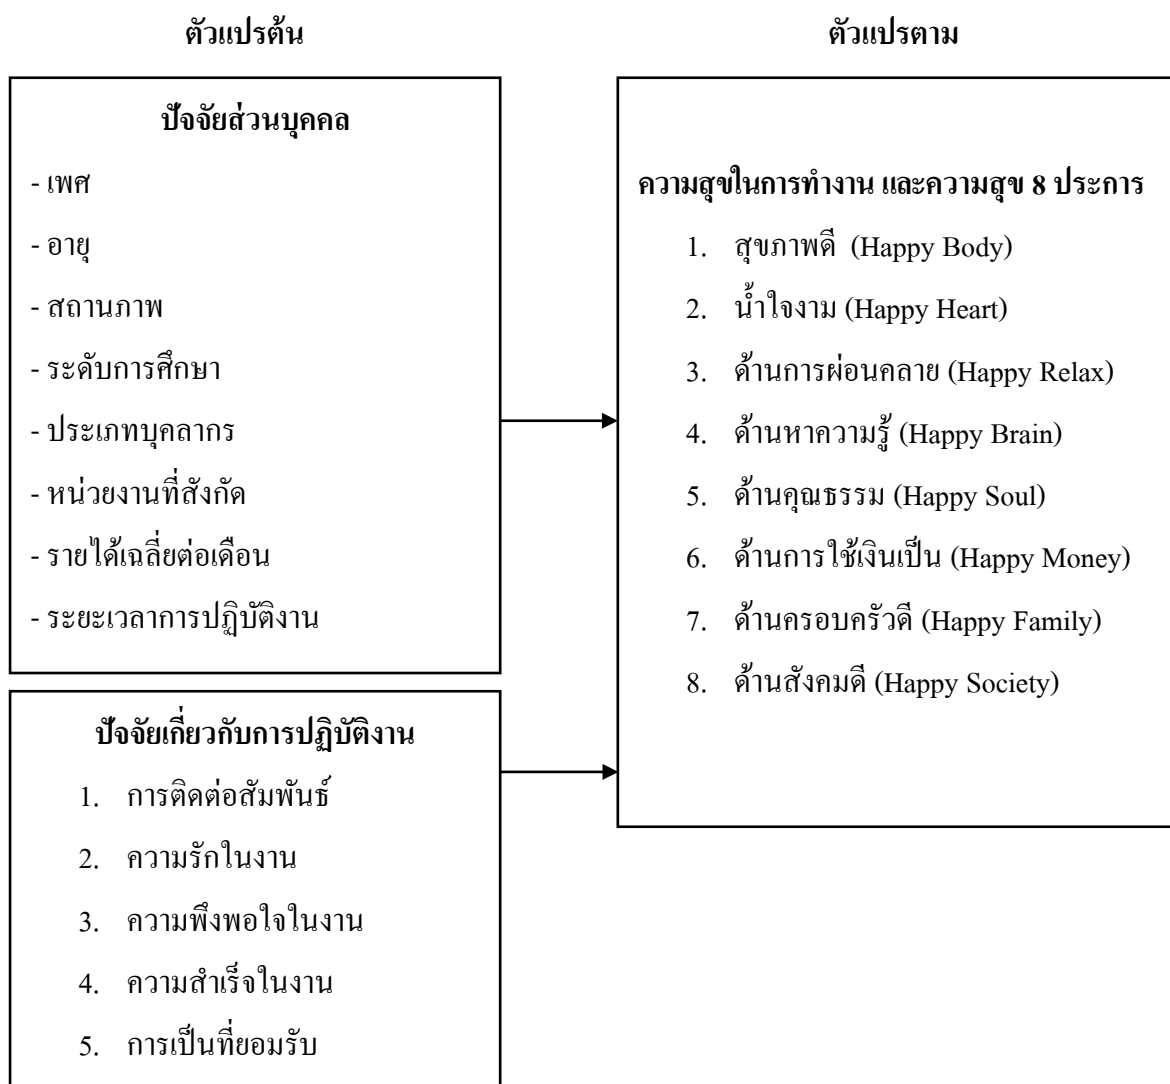 ตัวแปรต้น
ตัวแปรตาม
ปัจจัยส่วนบุคคล
- เพศ
- อายุ
- สถานภาพ
- ระดับการศึกษา
- ประเภทบุคลากร
- หน่วยงานที่สังกัด
- รายได้เฉลี่ยต่อเดือน
- ระยะเวลาการปฏิบัติงาน
ปัจจัยเกี่ยวกับการปฏิบัติงาน
1. การติดต่อสัมพันธ์
2. ความรักในงาน
3. ความพึงพอใจในงาน
4. ความสำเร็จในงาน
5. การเป็นที่ยอมรับ
ความสุขในการทำงาน และความสุข 8 ประการ
1. สุขภาพดี (Happy Body)
2. น้ำใจงาม (Happy Heart)
3. ด้านการผ่อนคลาย (Happy Relax)
4. ด้านหาความรู้ (Happy Brain)
5. ด้านคุณธรรม (Happy Soul)
6. ด้านการใช้เงินเป็น (Happy Money)
7. ด้านครอบครัวดี (Happy Family)
8. ด้านสังคมดี (Happy Society)